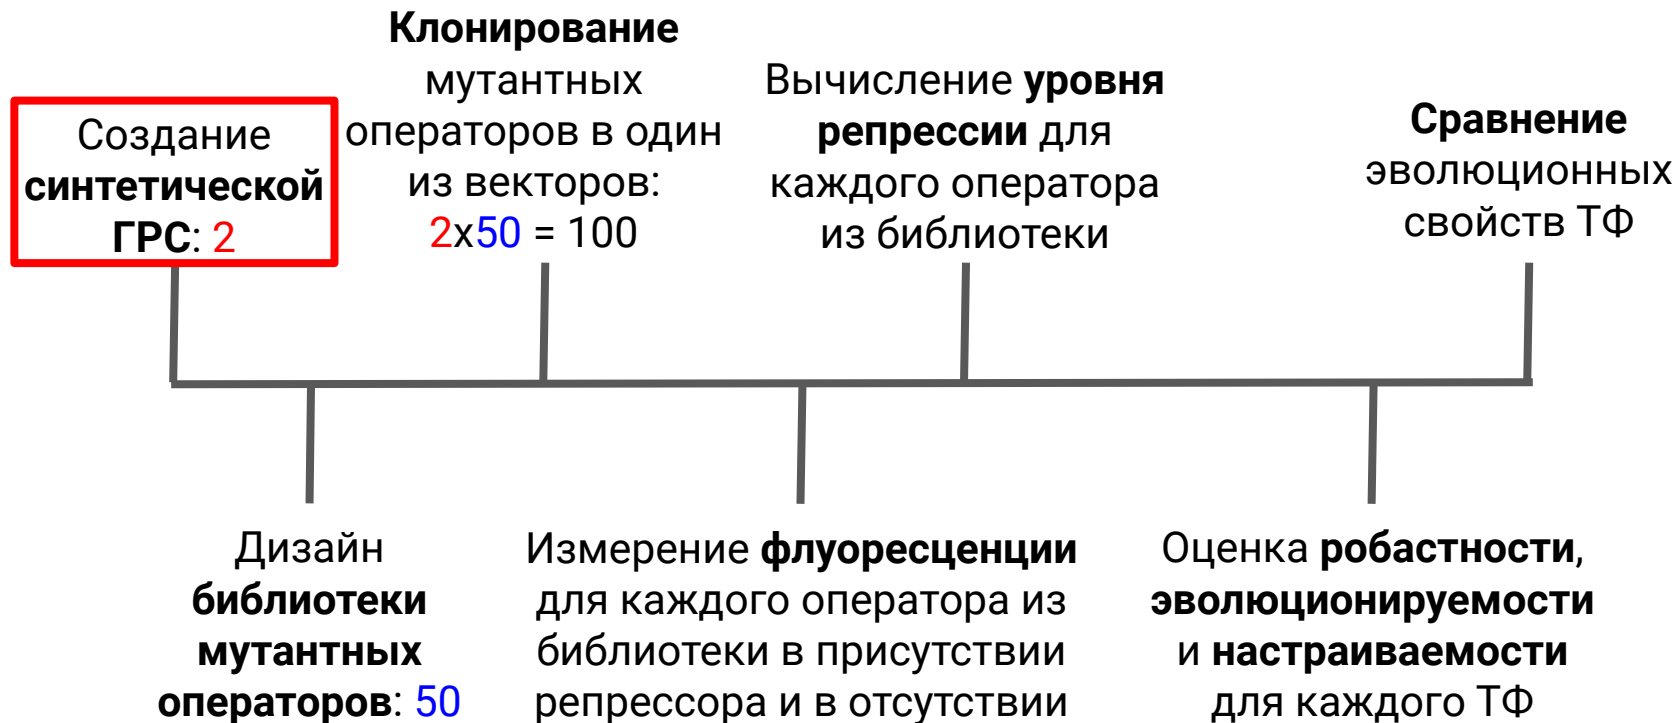 Создание
синтетической
ГРС: 2
Клонирование
мутантных
операторов в один
из векторов:
2x50 = 100
Вычисление уровня
репрессии для
каждого оператора
из библиотеки
Сравнение
эволюционных
свойств ТФ
Дизайн
библиотеки
мутантных
операторов: 50
Измерение флуоресценции
для каждого оператора из
библиотеки в присутствии
репрессора и в отсутствии
Оценка робастности,
эволюционируемости
и настраиваемости
для каждого ТФ